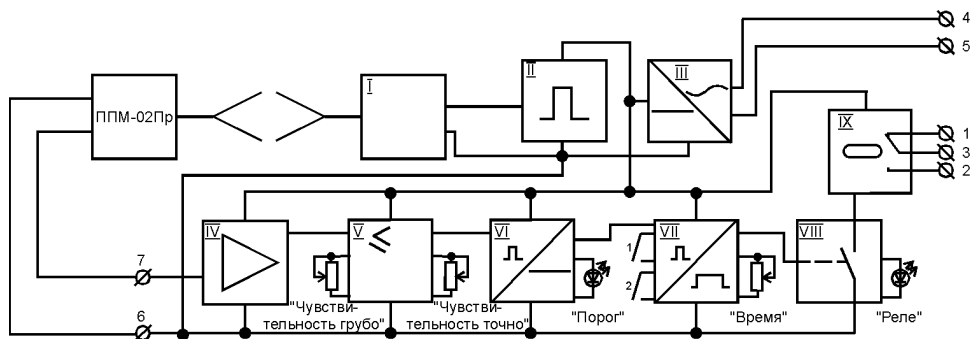 4
5
I
II
III
ППМ-02Пр
IX
1
3
2
IV
V
VI
VII
VIII
7
1
2
6
"Чувстви-
тельность грубо"
"Чувстви-
тельность точно"
"Порог"
"Время"
"Реле"